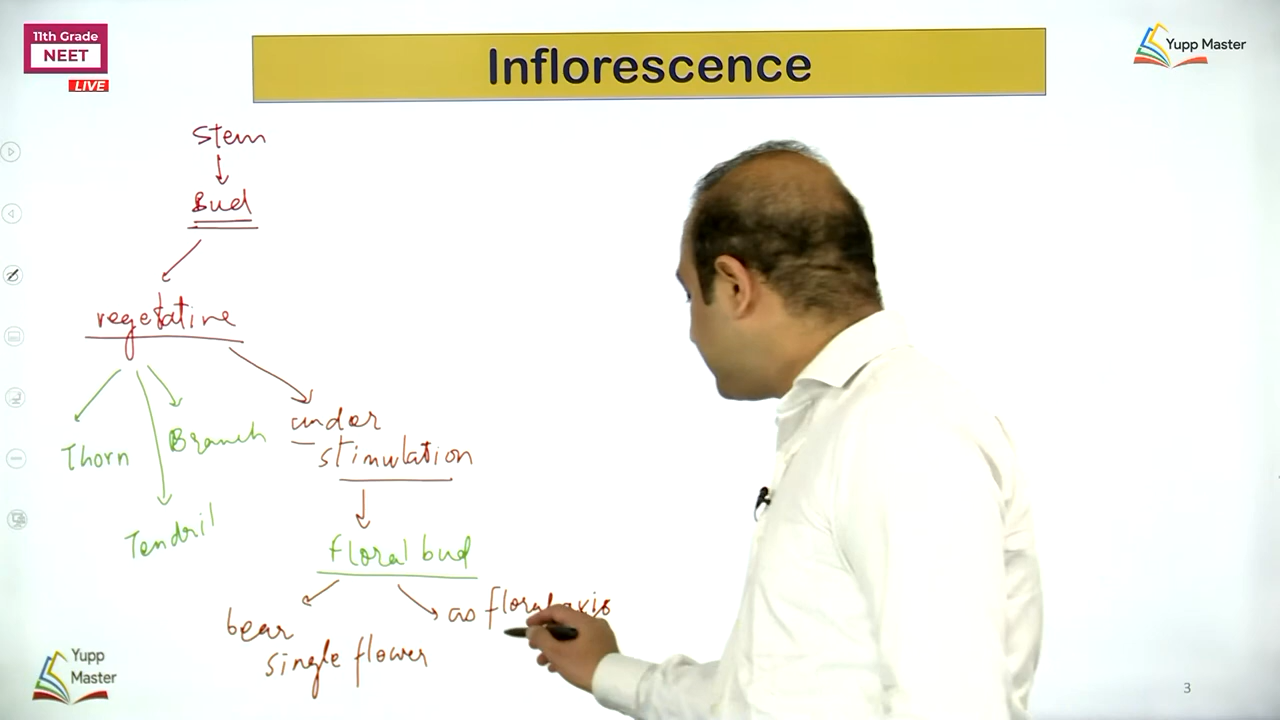 11th Grade
NEET
LIVE
Inflorescence
Yupp Master
Stem
Bud
vegetative
Thorn
Branch
Tendril
under
stimulation
floral bud
bear
single flower
as floral axis
Yupp
Master
3